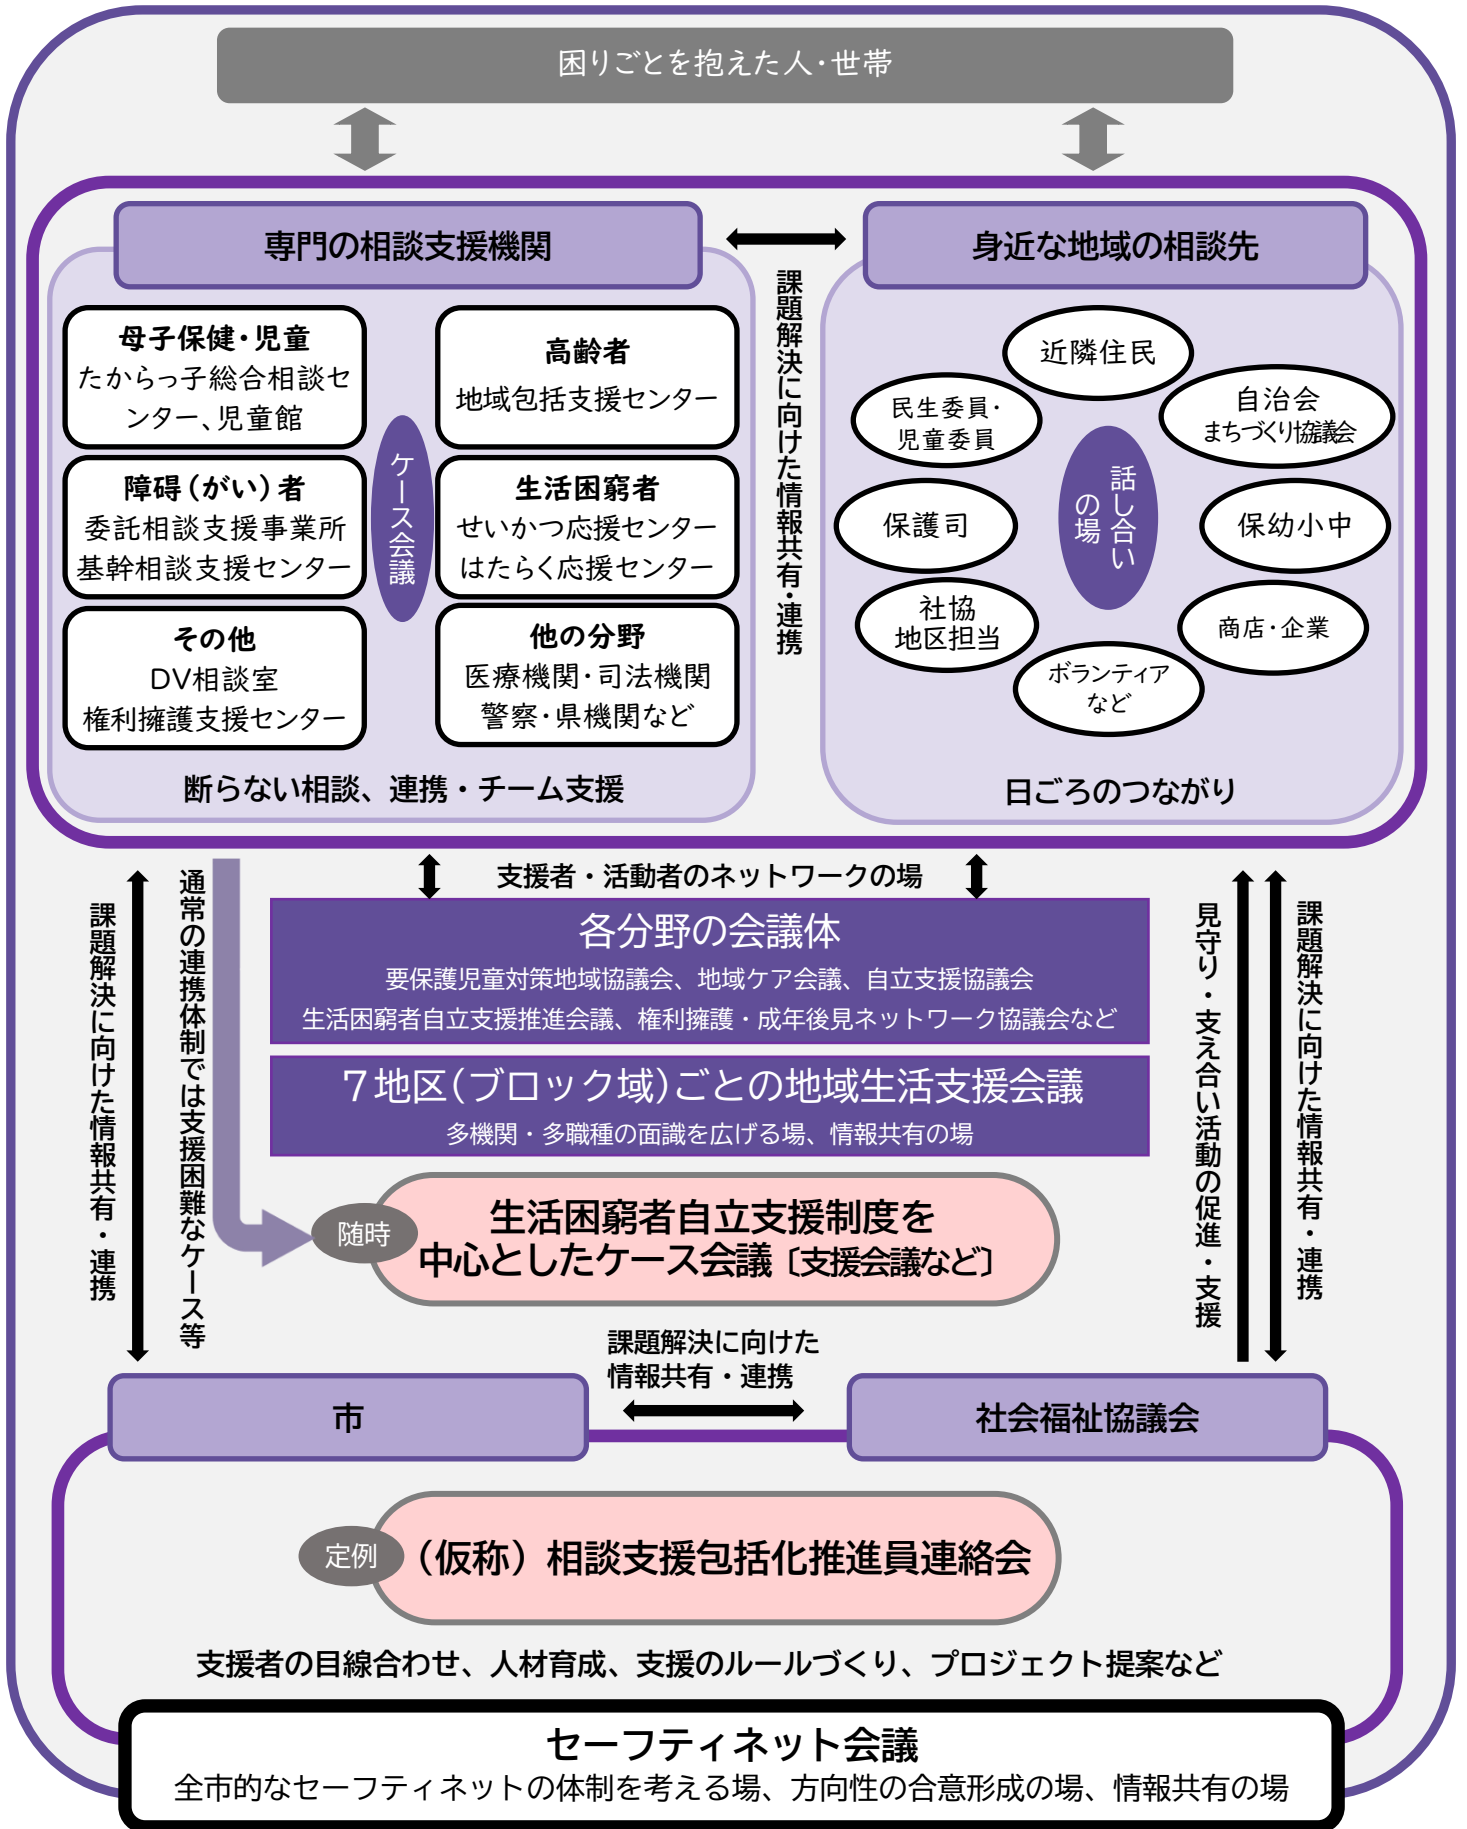 困りごとを抱えた人・世帯
専門の相談支援機関
身近な地域の相談先
課題解決に向けた情報共有・連携
母子保健・児童
たからっ子総合相談セ
ンター、児童館
高齢者
地域包括支援センター
障碍（がい）者
委託相談支援事業所
基幹相談支援センター
生活困窮者
せいかつ応援センター
はたらく応援センター
その他
DV相談室
権利擁護支援センター
他の分野
医療機関・司法機関
警察・県機関など
ケース会議
断らない相談、連携・チーム支援
近隣住民
民生委員・
児童委員
自治会
まちづくり協議会
保護司
保幼小中
社協
地区担当
商店・企業
ボランティア
など
話し合い
の場
日ごろのつながり
支援者・活動者のネットワークの場
各分野の会議体
要保護児童対策地域協議会、地域ケア会議、自立支援協議会
生活困窮者自立支援推進会議、権利擁護・成年後見ネットワーク協議会など
７地区（ブロック域）ごとの地域生活支援会議
多機関・多職種の面識を広げる場、情報共有の場
課題解決に向けた情報共有・連携
通常の連携体制では支援困難なケース等
見守り・支え合い活動の促進・支援
課題解決に向けた情報共有・連携
随時
生活困窮者自立支援制度を
中心としたケース会議〔支援会議など〕
課題解決に向けた
情報共有・連携
市
社会福祉協議会
定例
（仮称）相談支援包括化推進員連絡会
支援者の目線合わせ、人材育成、支援のルールづくり、プロジェクト提案など
セーフティネット会議
全市的なセーフティネットの体制を考える場、方向性の合意形成の場、情報共有の場